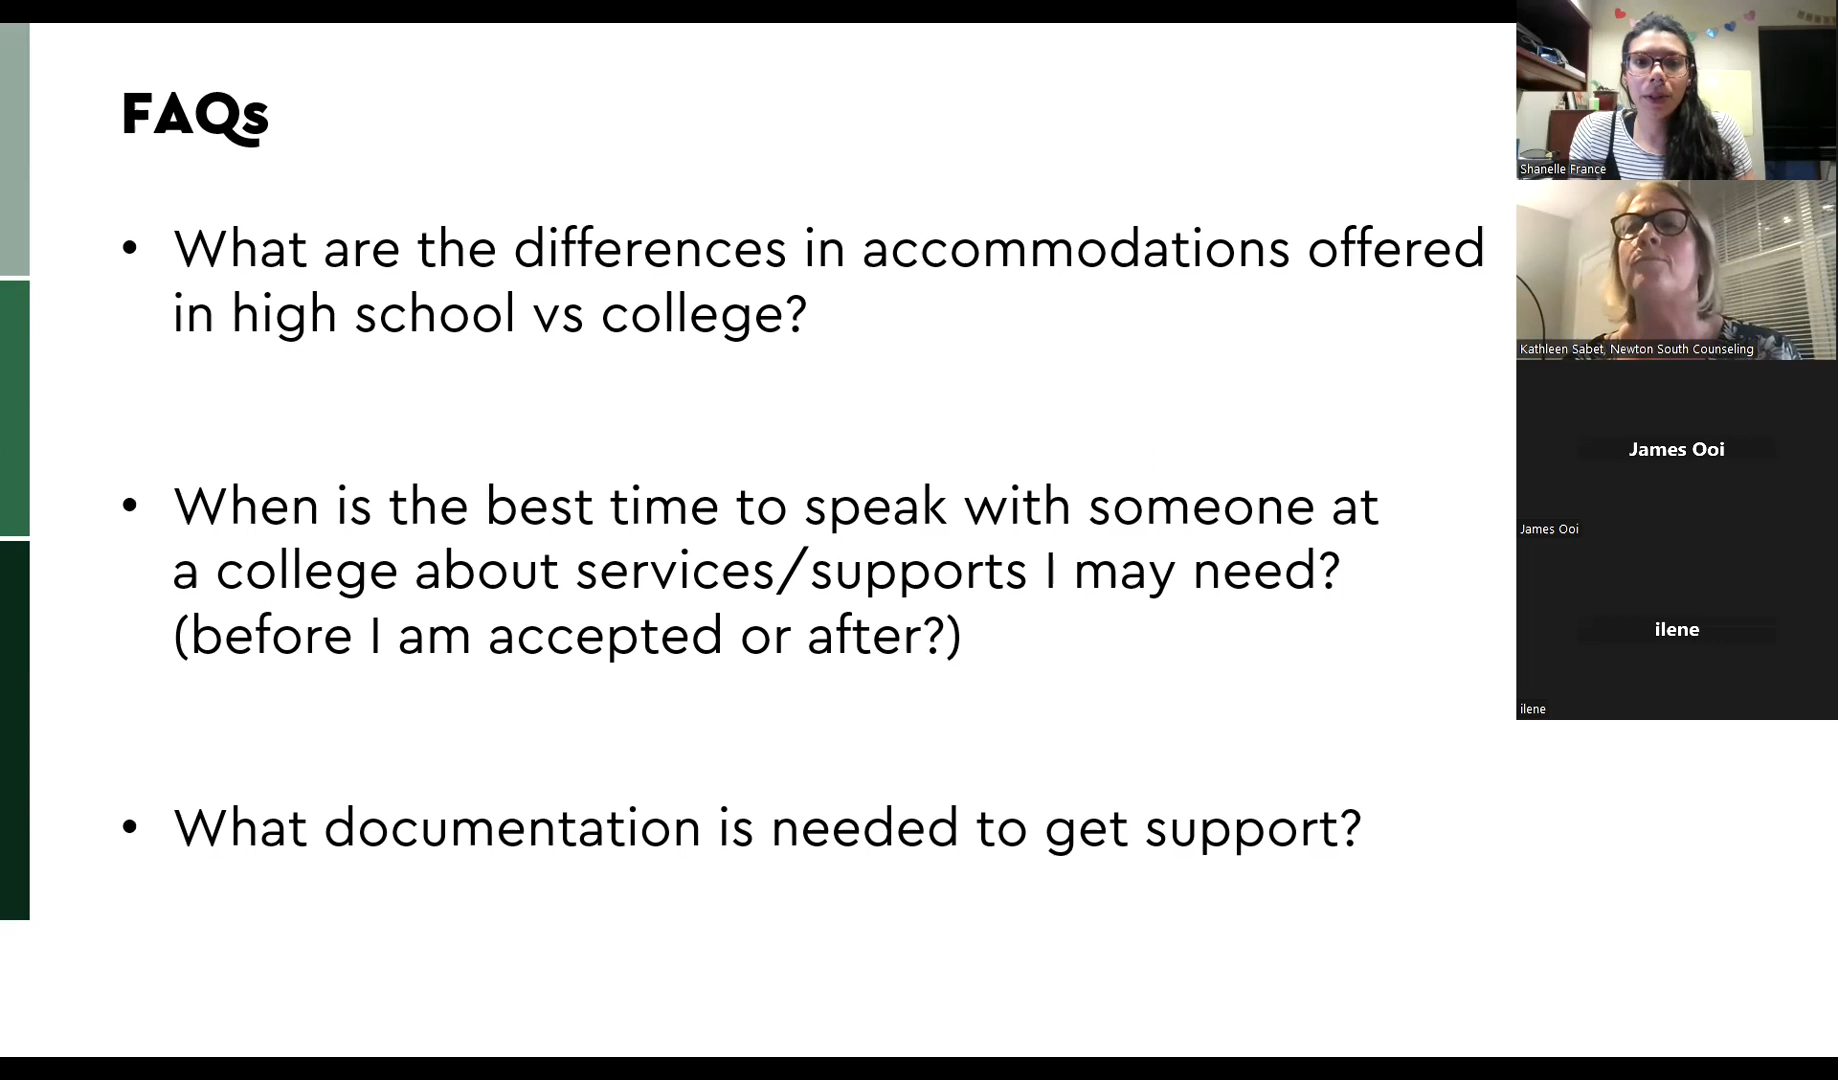 FAQs
• What are the differences in accommodations offered
in high school vs college?
• When is the best time to speak with someone at
a college about services/supports I may need?
(before I am accepted or after?)
• What documentation is needed to get support?
Shanelle France
Kathleen Sabet, Newton South Counseling
James Ooi
James Ooi
ilene
ilene